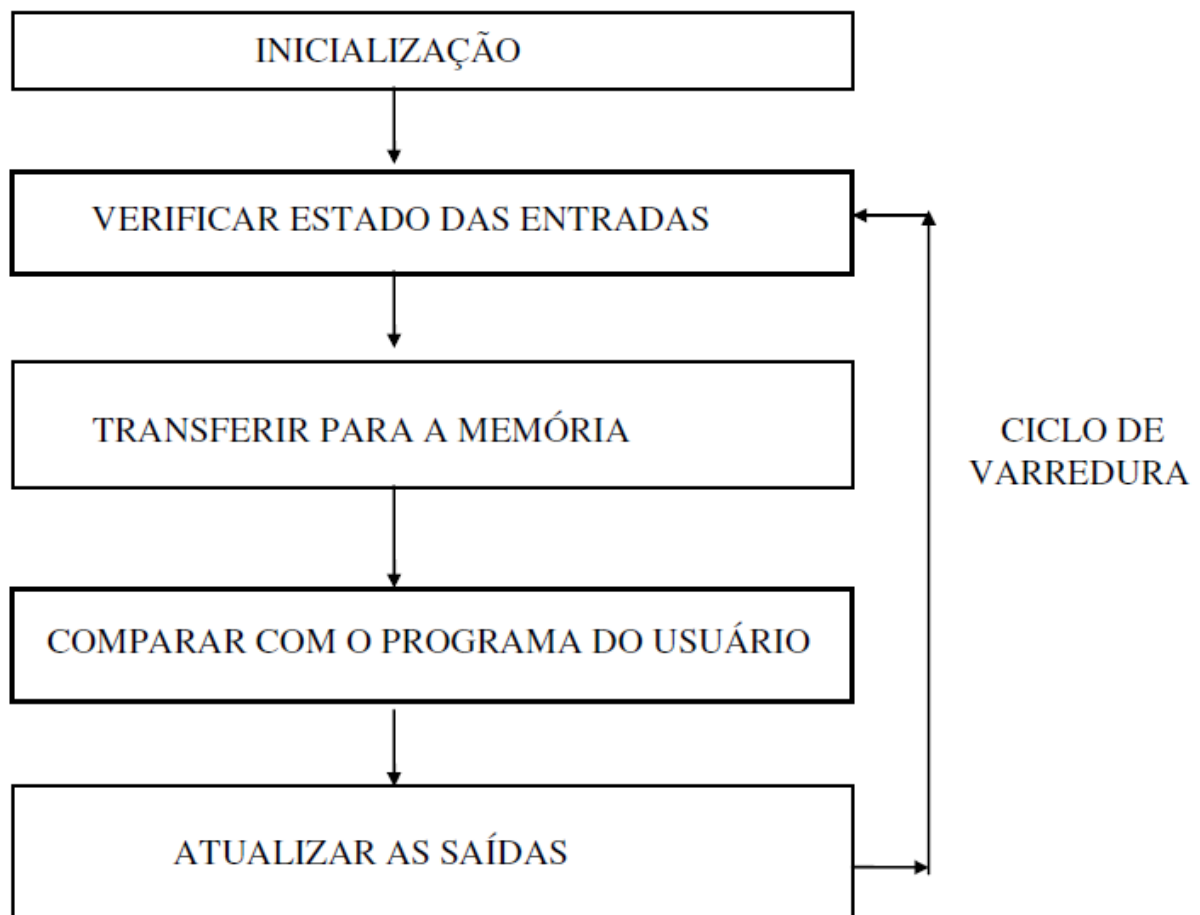 INICIALIZAÇÃO
VERIFICAR ESTADO DAS ENTRADAS
TRANSFERIR PARA A MEMÓRIA
CICLO DE
VARREDURA
COMPARAR COM O PROGRAMA DO USUÁRIO
ATUALIZAR AS SAÍDAS